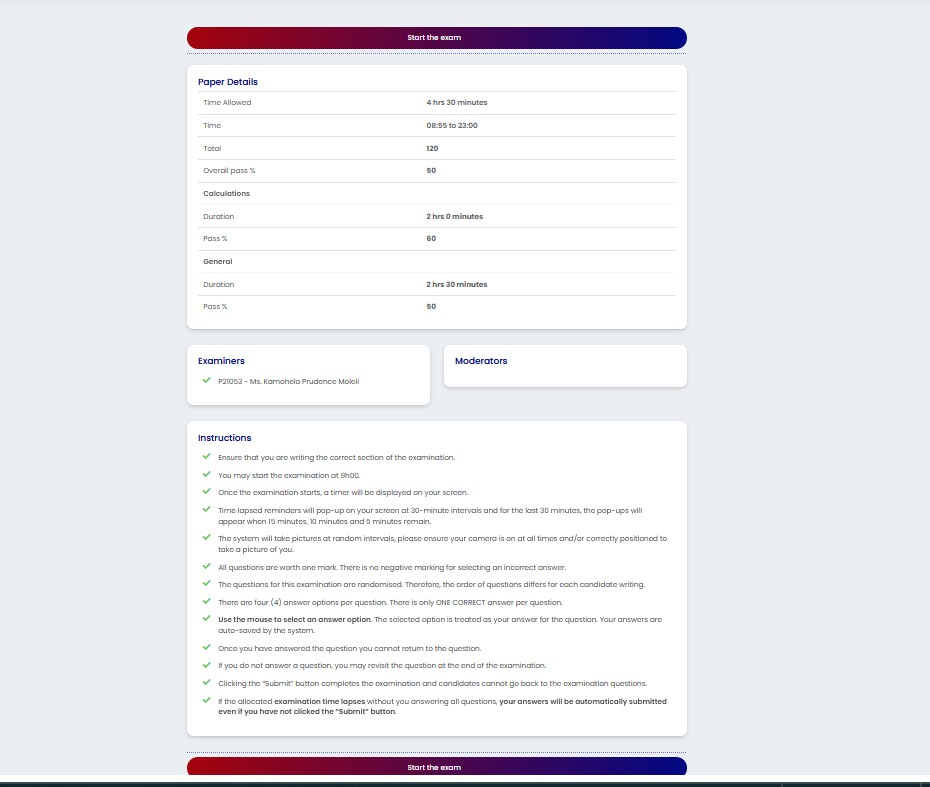 Start the exam
Paper Details
Time Allowed 4 hrs 30 minutes
Time 08:55 to 23:00
Total 120
Overall pass % 50
Calculations
Duration 2 hrs 0 minutes
Pass % 60
General
Duration 2 hrs 30 minutes
Pass % 50
Examiners
P21053 - Ms. Kamohelo Prudence Moleli
Moderators
Instructions
Ensure that you are writing the correct section of the examination.
You may start the examination at 9h00.
Once the examination starts, a timer will be displayed on your screen.
Time lapsed reminders will pop-up on your screen at 30-minute intervals and for the last 30 minutes, the pop-ups will
appear when 15 minutes, 10 minutes and 5 minutes remain.
The system will take pictures at random intervals, please ensure your camera is on at all times and/or correctly positioned to
take a picture of you.
All questions are worth one mark. There is no negative marking for selecting an incorrect answer.
The questions for this examination are randomised. Therefore, the order of questions differs for each candidate writing.
There are four (4) answer options per question. There is only ONE CORRECT answer per question.
Use the mouse to select an answer option. The selected option is treated as your answer for the question. Your answers are
auto-saved by the system.
Once you have answered the question you cannot return to the question.
If you do not answer a question, you may revisit the question at the end of the examination.
Clicking the “Submit” button completes the examination and candidates cannot go back to the examination questions.
If the allocated examination time lapses without you answering all questions, your answers will be automatically submitted
even if you have not clicked the “Submit” button.
Start the exam